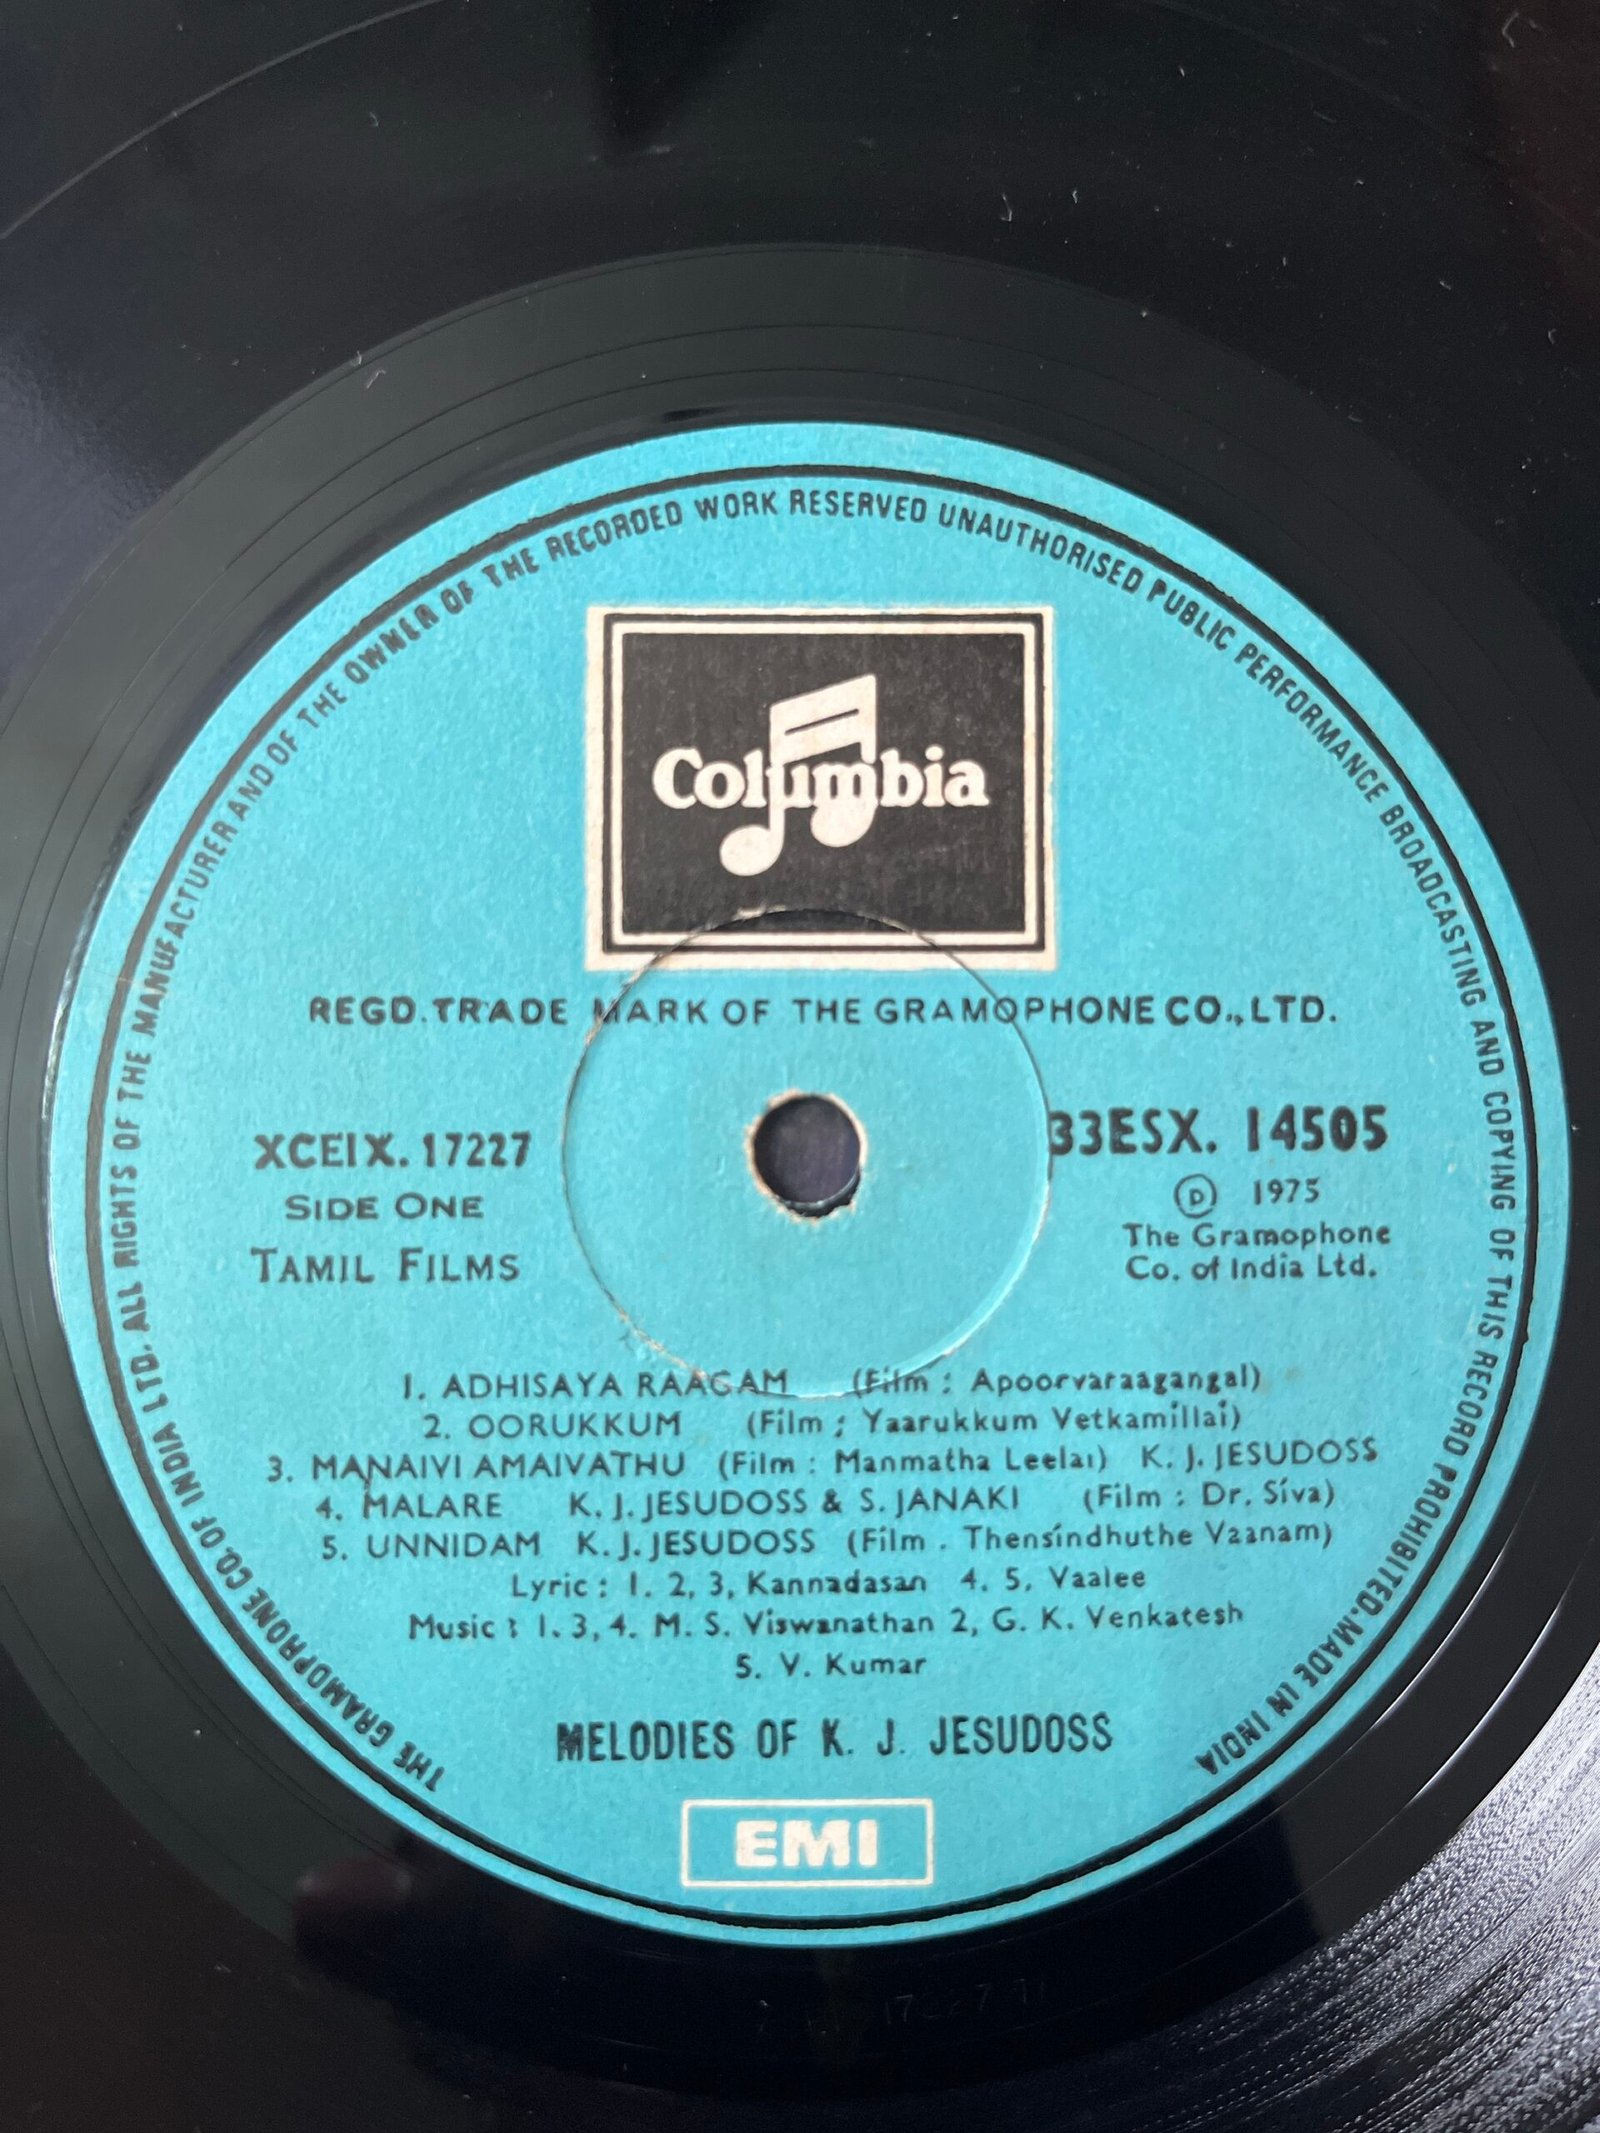 THE GRAMOPHONE CO. OF INDIA LTD. ALL RIGHTS OF THE MANUFACTURER AND OF THE OWNER OF THE RECORDED WORK RESERVED UNAUTHORISED PUBLIC PERFORMANCE BROADCASTING AND COPYING OF THIS RECORD PROHIBITED. MADE IN INDIA
Columbia
REGD. TRADE MARK OF THE GRAMOPHONE CO., LTD.
XCEIX. 17227
SIDE ONE
TAMIL FILMS
33ESX. 14505
Ⓟ 1975
The Gramophone
Co. of India Ltd.
1. ADHISAYA RAAGAM (Film : Apoorvaraagangal)
2. OORUKKUM (Film ; Yaarukkum Vetkamillai)
3. MANAIVI AMAIVATHU (Film : Manmatha Leelai) K. J. JESUDOSS
4. MALARE K. J. JESUDOSS & S. JANAKI (Film : Dr. Siva)
5. UNNIDAM K. J. JESUDOSS (Film . Thensindhuthe Vaanam)
Lyric : 1. 2, 3, Kannadasan 4. 5. Vaalee
Music : 1. 3, 4. M. S. Viswanathan 2, G. K. Venkatesh
5. V. Kumar
MELODIES OF K. J. JESUDOSS
EMI